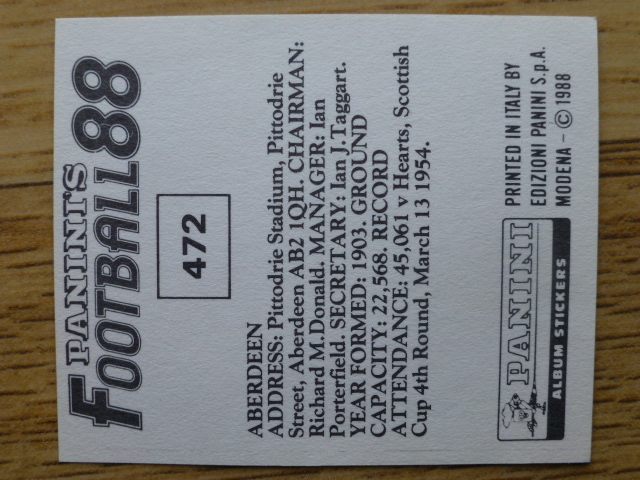 PANINI'S
FOOTBALL 88
472
ABERDEEN
ADDRESS: Pittodrie Stadium, Pittodrie
Street, Aberdeen AB2 1QH. CHAIRMAN:
Richard M. Donald. MANAGER: Ian
Porterfield. SECRETARY: Ian J. Taggart.
YEAR FORMED: 1903. GROUND
CAPACITY: 22,568. RECORD
ATTENDANCE: 45,061 v Hearts, Scottish
Cup 4th Round, March 13 1954.
PANINI
ALBUM STICKERS
PRINTED IN ITALY BY
EDIZIONI PANINI S.p.A.
MODENA - © 1988